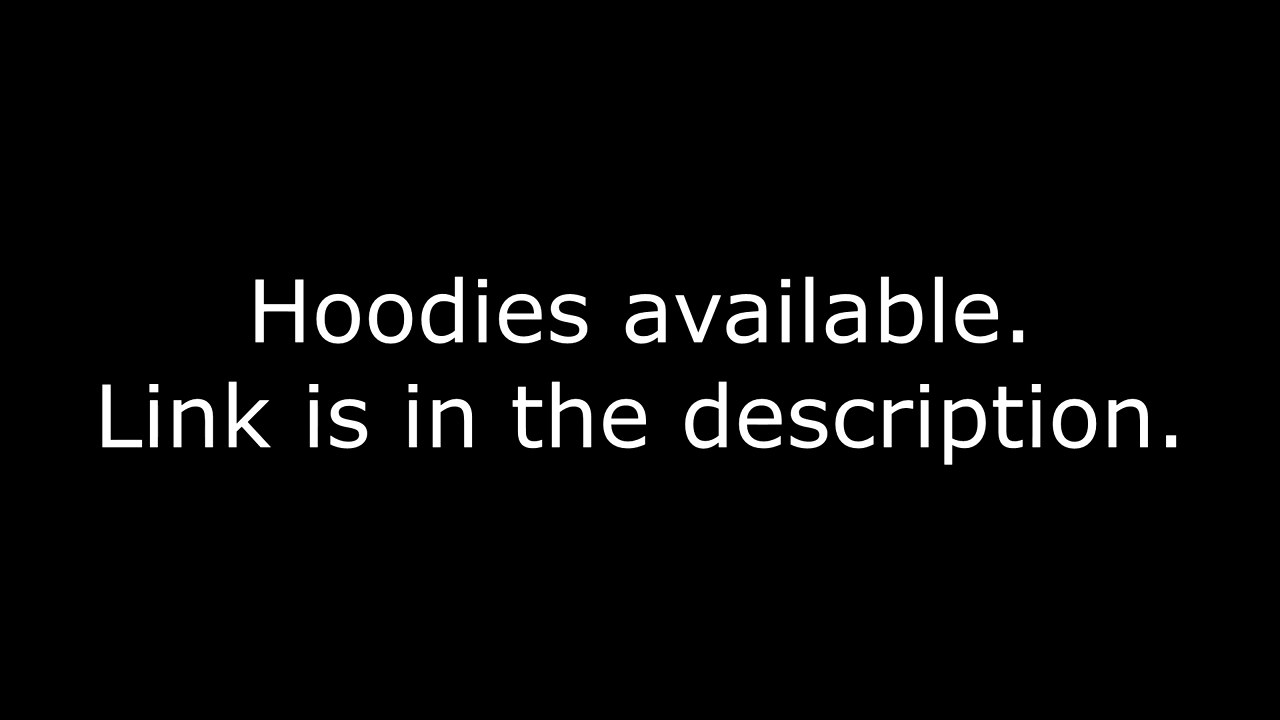 Hoodies available.
Link is in the description.